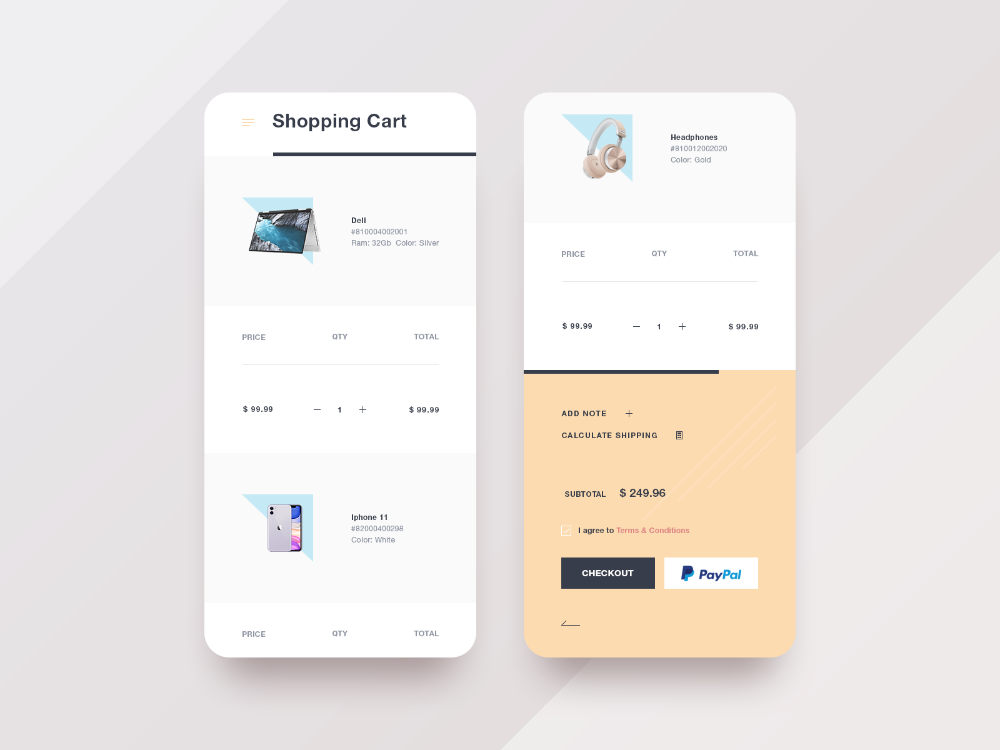 Shopping Cart
Dell
#810004002001
Ram: 32Gb Color: Silver
PRICE QTY TOTAL
$ 99.99 — 1 + $ 99.99
Iphone 11
#82000400298
Color: White
PRICE QTY TOTAL
Headphones
#810012002020
Color: Gold
PRICE QTY TOTAL
$ 99.99 — 1 + $ 99.99
ADD NOTE +
CALCULATE SHIPPING
SUBTOTAL $ 249.96
I agree to Terms & Conditions
CHECKOUT PayPal